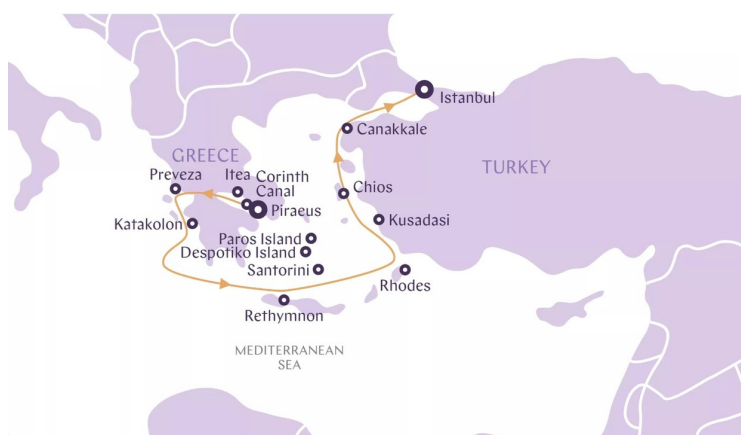 Istanbul
Canakkale
GREECE
TURKEY
Preveza
Itea
Corinth
Canal
Chios
Piraeus
Katakolon
Kusadasi
Paros Island
Despotiko Island
Santorini
Rhodes
Rethymnon
MEDITERRANEAN
SEA